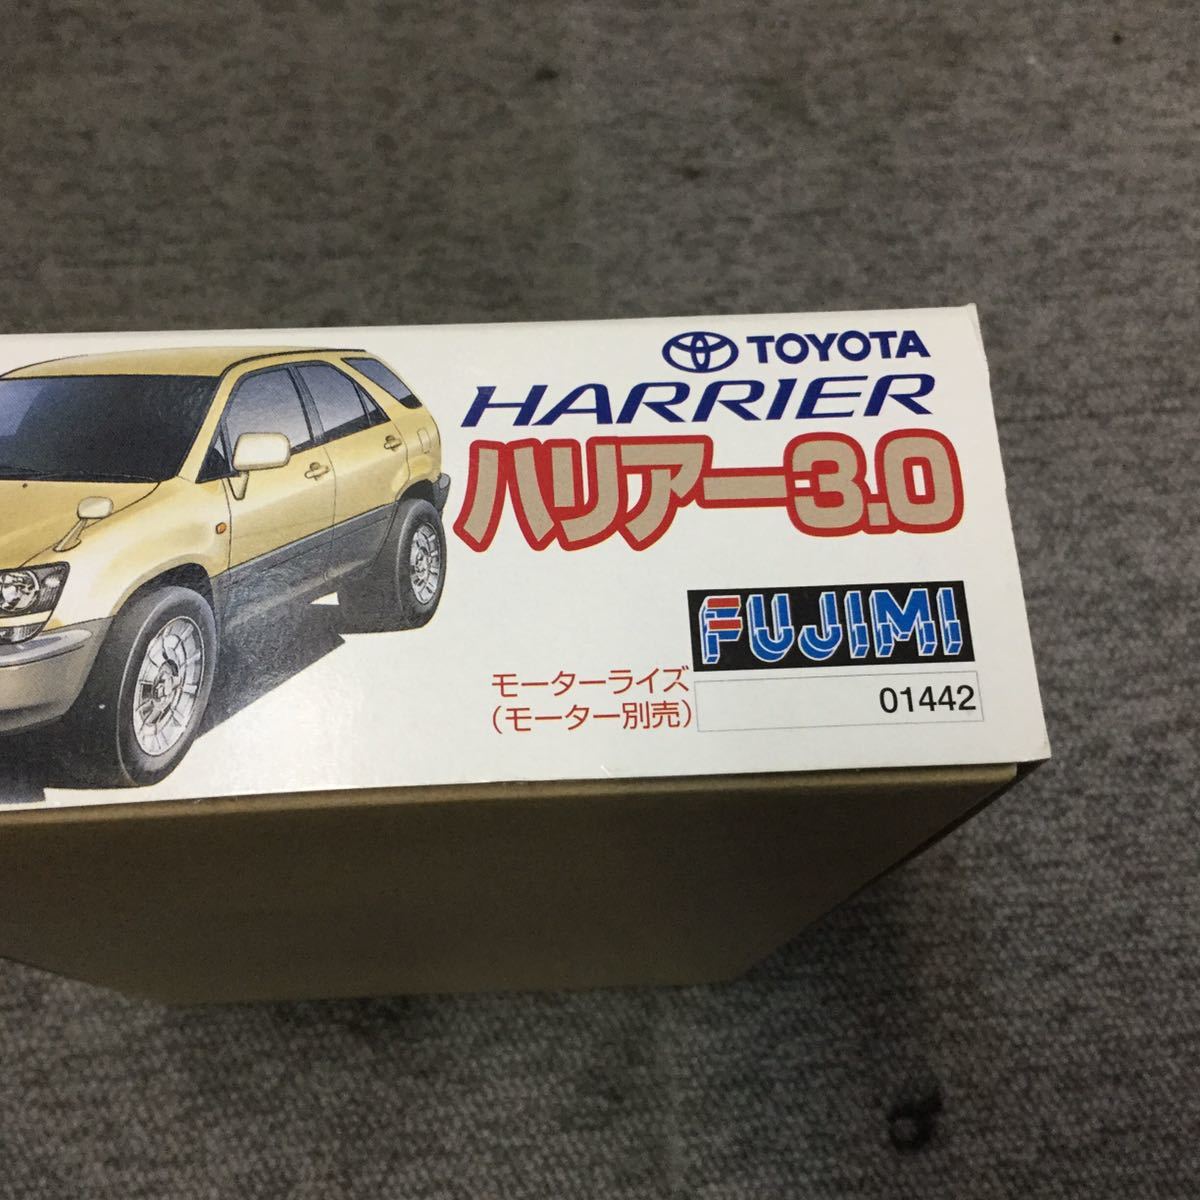 TOYOTA
HARRIER
ハリアー3.0
FUJIMI
モーターライズ
(モーター別売)
01442